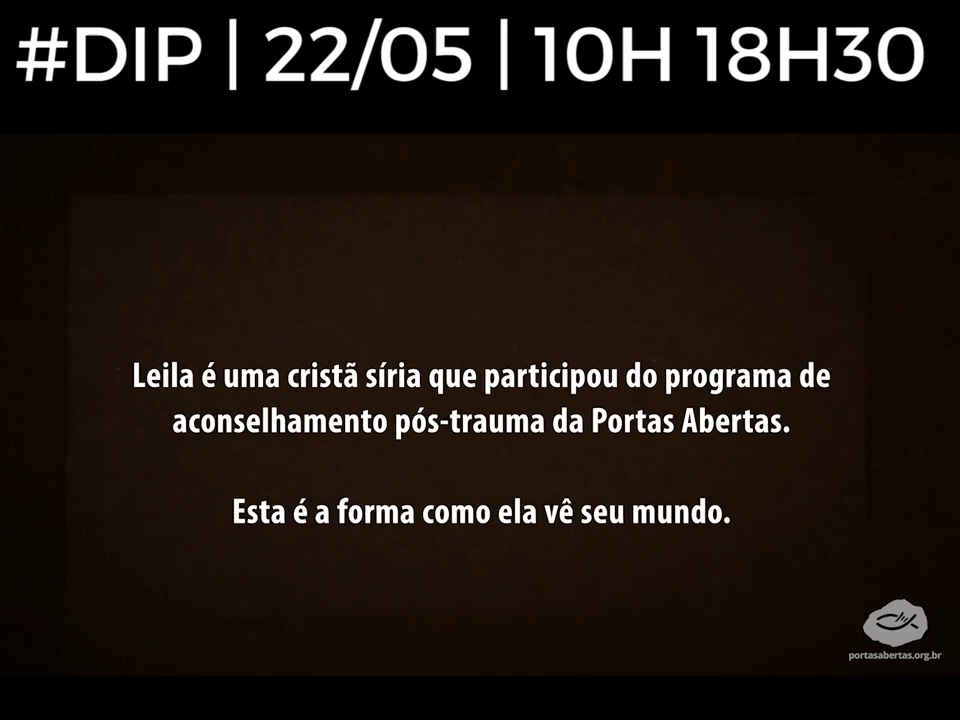 #DIP | 22/05 | 10H 18H30
Leila é uma cristã síria que participou do programa de
aconselhamento pós-trauma da Portas Abertas.
Esta é a forma como ela vê seu mundo.
portasabertas.org.br